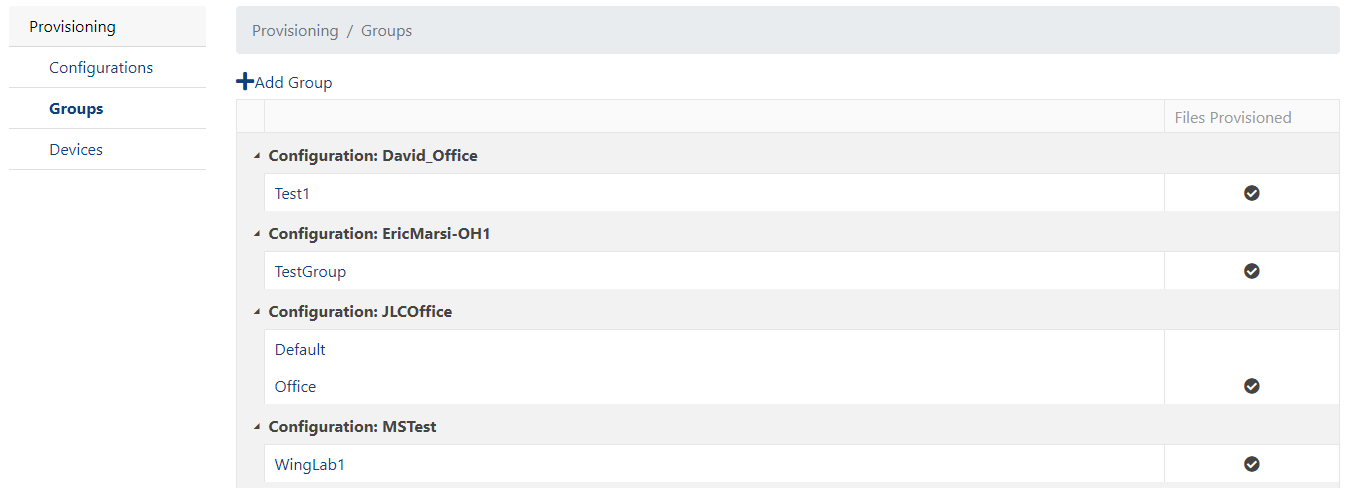 Provisioning
Configurations
Groups
Devices
Provisioning / Groups
Add Group
Files Provisioned
Configuration: David_Office
Test1
Configuration: EricMarsi-OH1
TestGroup
Configuration: JLCOffice
Default
Office
Configuration: MSTest
WingLab1